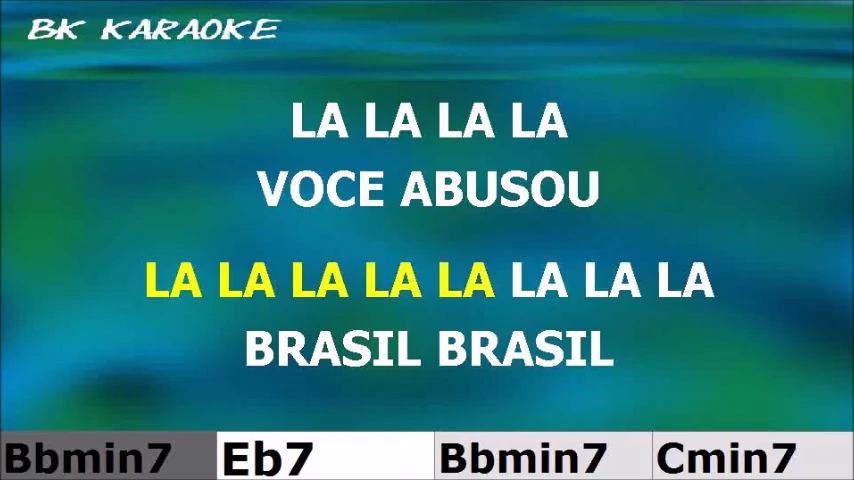 BK KARAOKE
LA LA LA LA
VOCE ABUSOU
LA LA LA LA LA LA LA LA
BRASIL BRASIL
Bbmin7 Eb7 Bbmin7 Cmin7